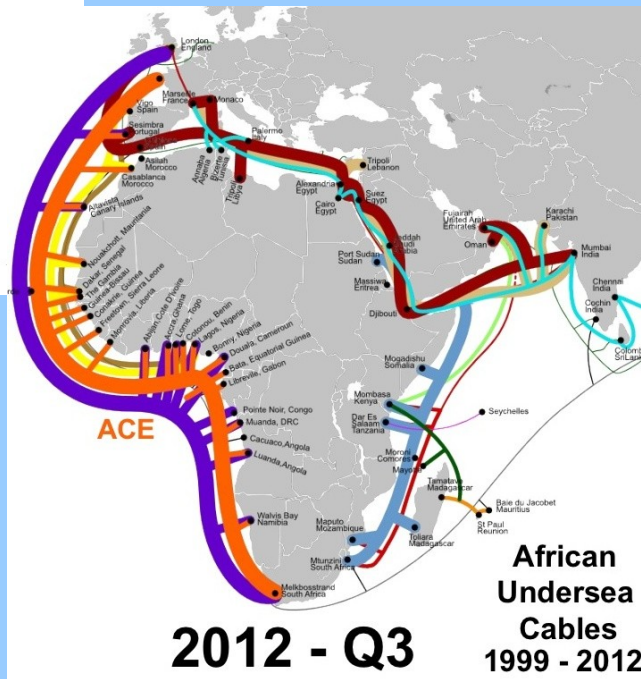 London
England
Marseille
France
Monaco
Vigo
Spain
Sesimbra
Portugal
Palermo
Italy
Asilah
Morocco
Casablanca
Morocco
Annaba
Algeria
Bizerte
Tunisia
Tripoli
Libya
Tripoli
Lebanon
Alexandria
Egypt
Cairo
Egypt
Suez
Egypt
Altavista
Canary Islands
Jeddah
Saudi
Arabia
Port Sudan
Sudan
Massiwa
Eritrea
Djibouti
Fujairah
United Arab
Emirates
Oman
Karachi
Pakistan
Mumbai
India
Chennai
India
Cochin
India
Colombo
Sri Lanka
Nouakchott, Mauritania
Dakar, Senegal
The Gambia
Guinea-Bissau
Conakrie, Guinea
Freetown, Sierra Leone
Monrovia, Liberia
Abijan, Cote D'Ivoire
Accra, Ghana
Lome, Togo
Cotonou, Benin
Lagos, Nigeria
Bonny, Nigeria
Douala, Cameroun
Bata, Equatorial Guinea
Libreville, Gabon
Pointe Noir, Congo
Muanda, DRC
Cacuaco,Angola
Luanda,Angola
ACE
Mogadishu
Somalia
Mombasa
Kenya
Dar Es
Salaam
Tanzania
Seychelles
Moroni
Comores
Mayotte
Tamatave
Madagascar
Baie du Jacobet
Mauritius
St Paul
Reunion
Toliara
Madagascar
Maputo
Mozambique
Mtunzini
South Africa
Walvis Bay
Namibia
Melkbosstrand
South Africa
2012 - Q3
African
Undersea
Cables
1999 - 2012